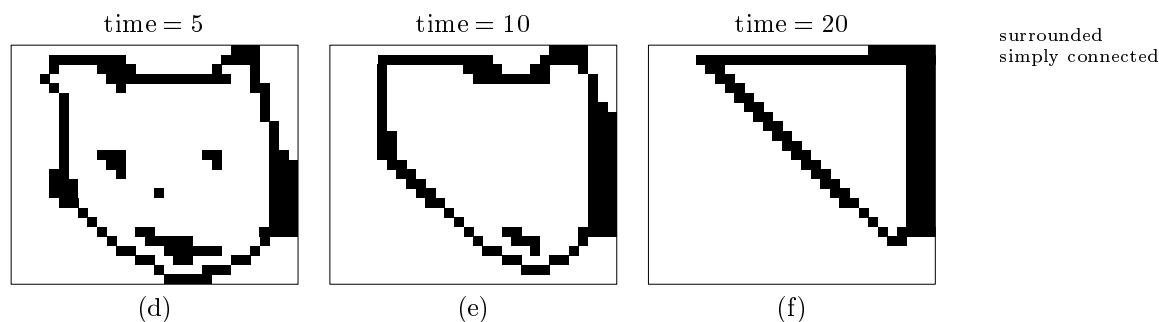 time = 5
time = 10
time = 20
surrounded
simply connected
(d)
(e)
(f)